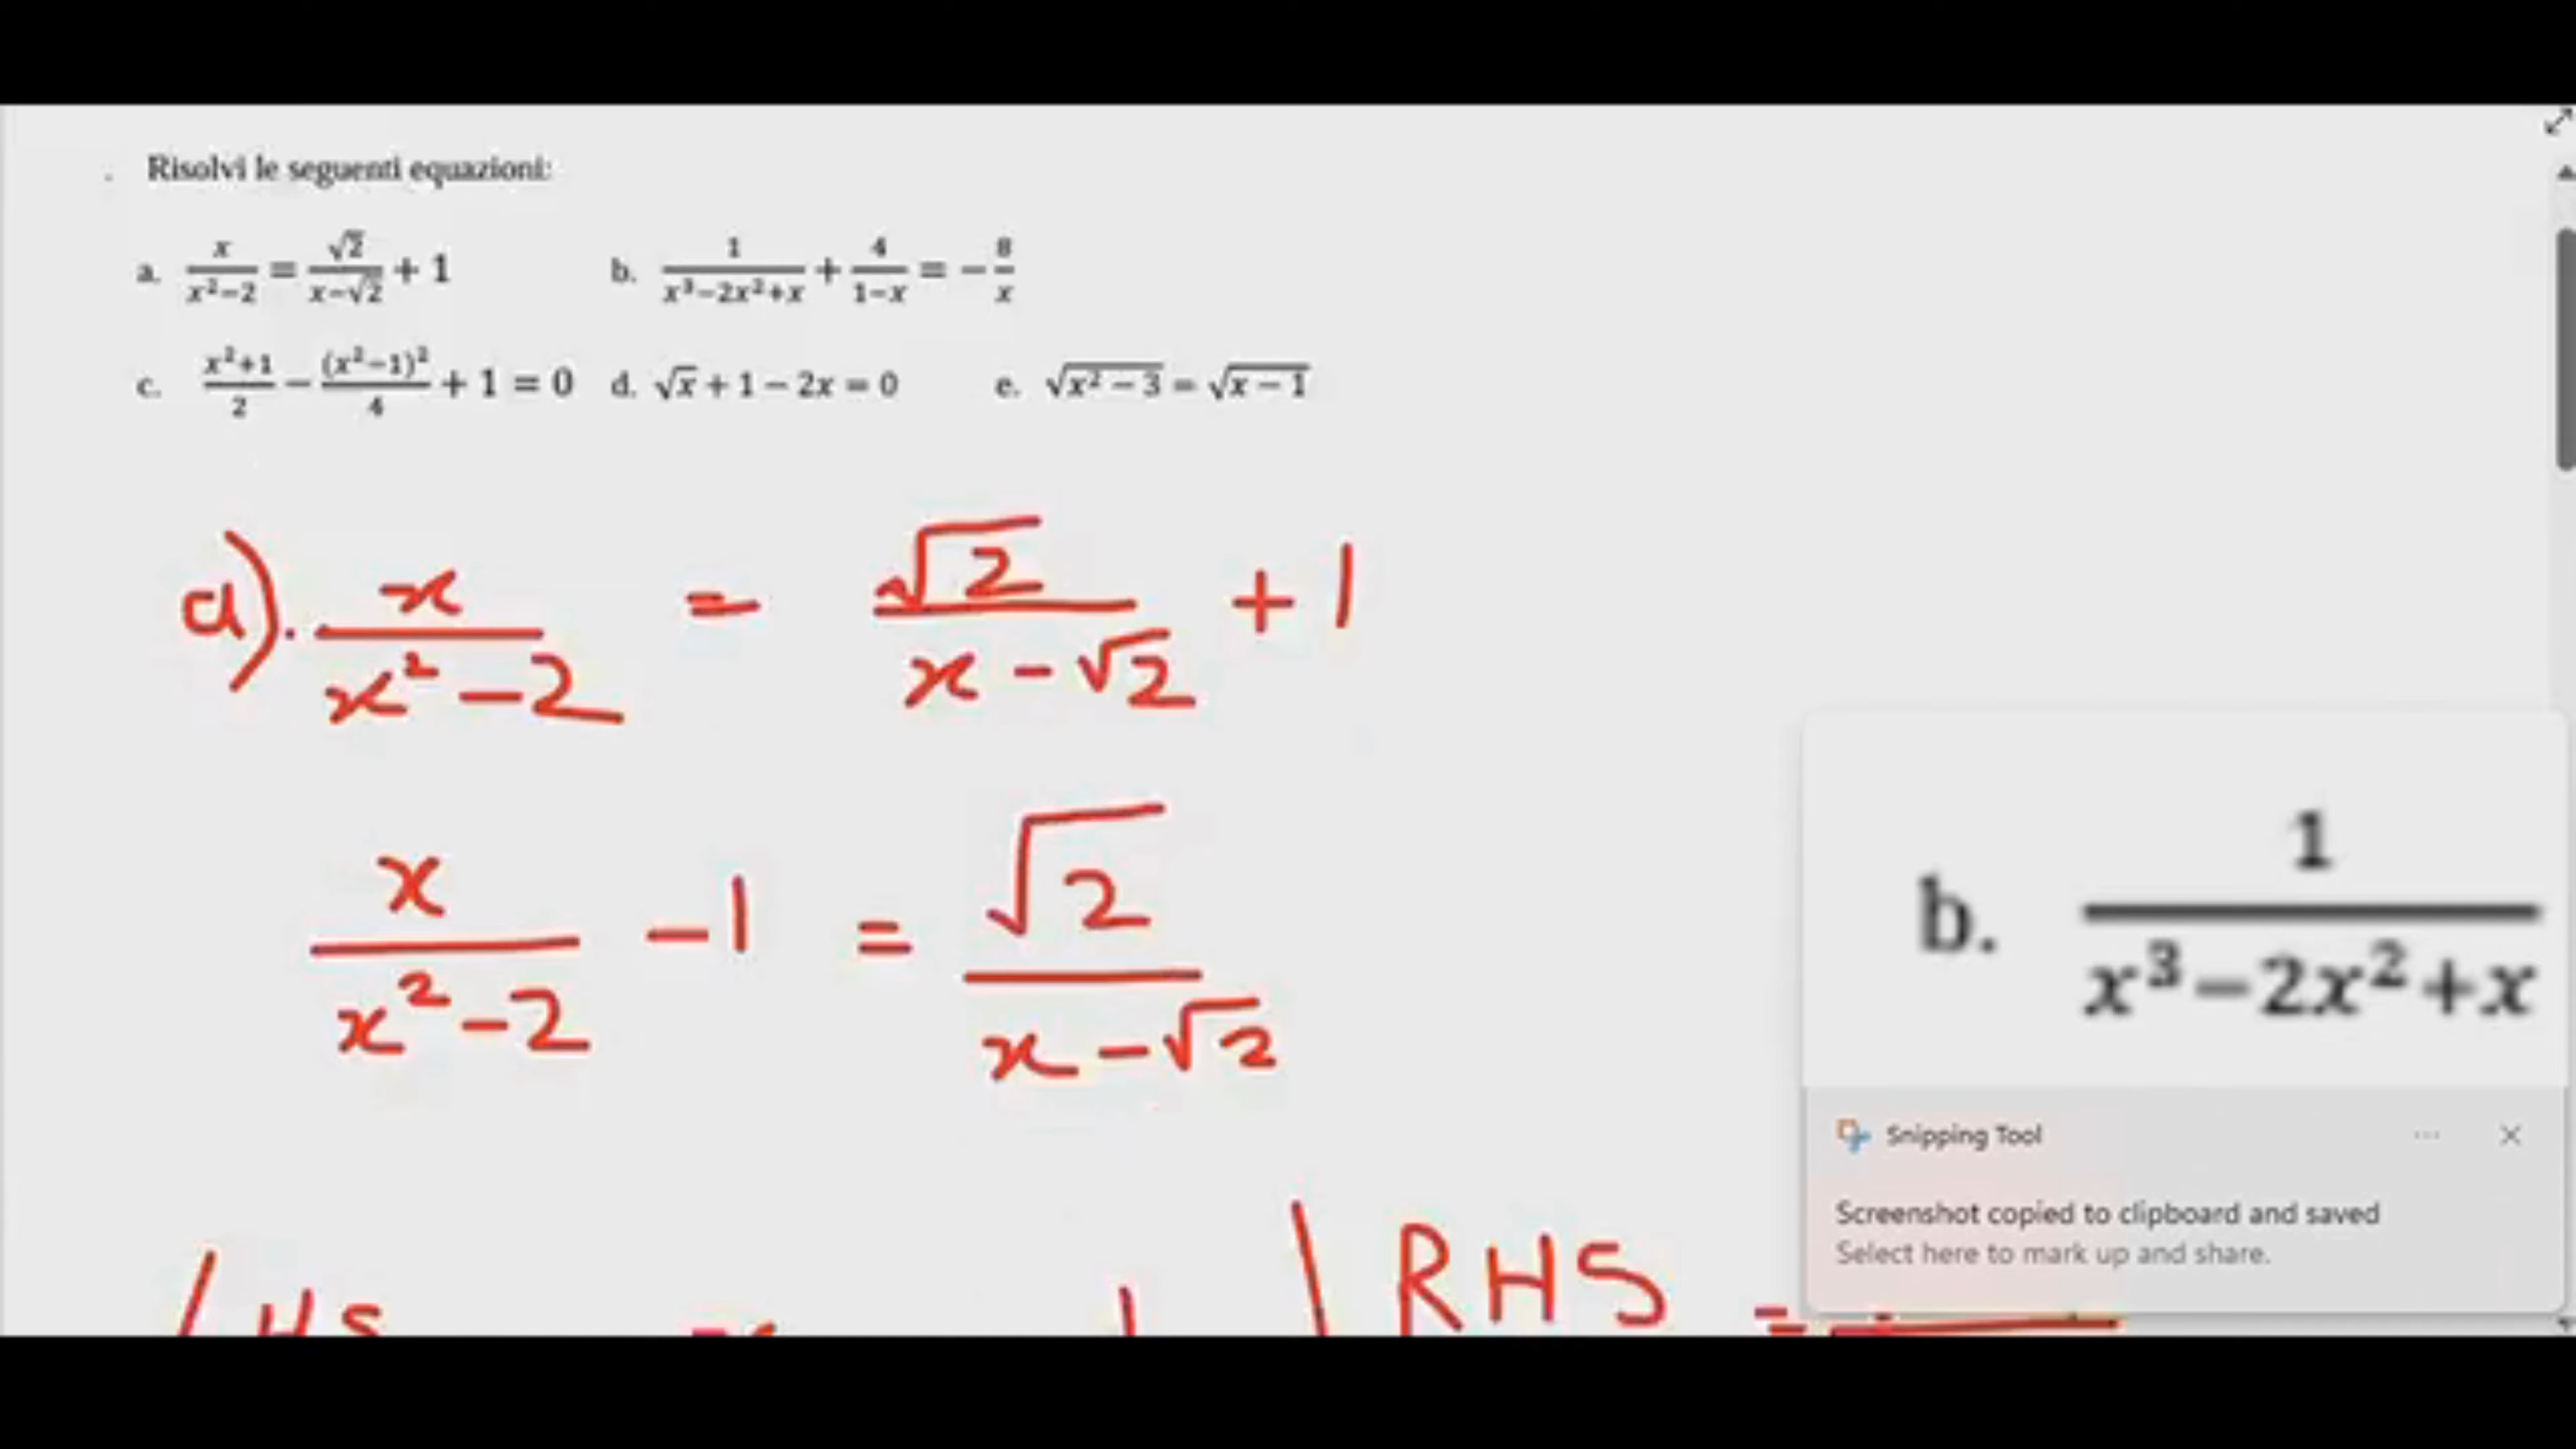 . Risolvi le seguenti equazioni:
a. x/(x²−2) = √2/(x−√2) + 1 b. 1/(x³−2x²+x) + 4/(1−x) = −8/x
c. (x²+1)/2 − (x²−1)²/4 + 1 = 0 d. √x + 1 − 2x = 0 e. √(x² − 3) = √(x − 1)
a). x/(x²−2) = √2/(x−√2) + 1
x/(x²−2) −1 = √2/(x−√2)
b. 1/(x³−2x²+x)
Snipping Tool
Screenshot copied to clipboard and saved
Select here to mark up and share.
RHS =